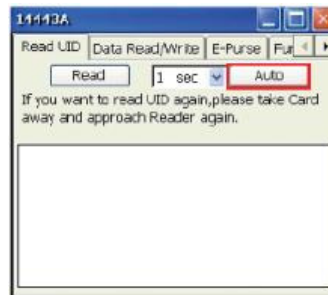 14443A
Read UID Data Read/Write E-Purse Fur
Read 1 sec Auto
If you want to read UID again,please take Card
away and approach Reader again.